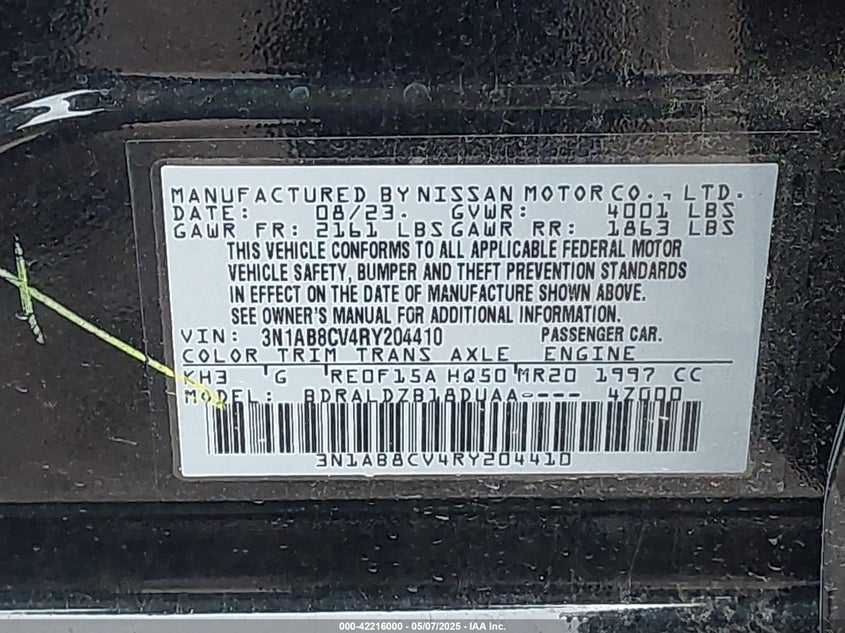 MANUFACTURED BY NISSAN MOTOR CO., LTD.
DATE: 08/23. GVWR: 4001 LBS
GAWR FR: 2161 LBS GAWR RR: 1863 LBS
THIS VEHICLE CONFORMS TO ALL APPLICABLE FEDERAL MOTOR
VEHICLE SAFETY, BUMPER AND THEFT PREVENTION STANDARDS
IN EFFECT ON THE DATE OF MANUFACTURE SHOWN ABOVE.
SEE OWNER'S MANUAL FOR ADDITIONAL INFORMATION.
VIN: 3N1AB8CV4RY204410 PASSENGER CAR.
COLOR TRIM TRANS AXLE ENGINE
KH3 G RE0F15A HQ50 MR20 1997 CC
MODEL: BDRALDZB18DUAA---- 4ZG00
3N1AB8CV4RY204410
000-42216000 - 05/07/2025 - IAA Inc.